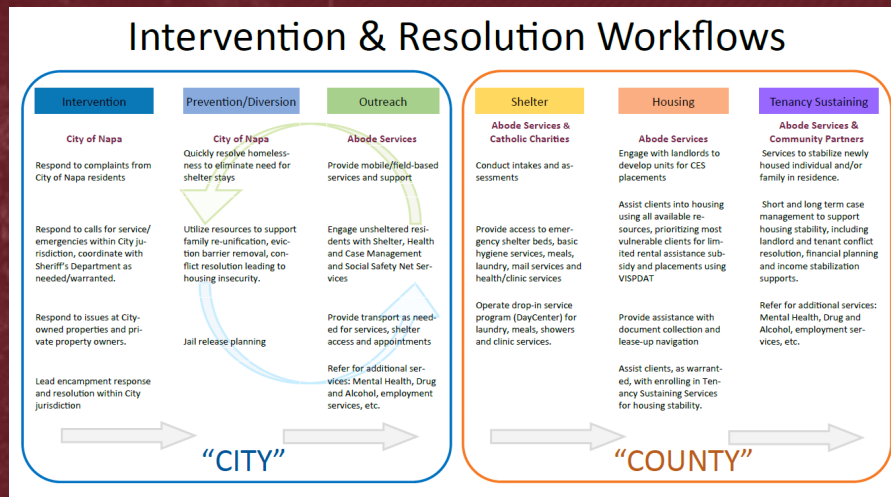 Intervention & Resolution Workflows
Intervention
City of Napa
Respond to complaints from
City of Napa residents
Respond to calls for service/
emergencies within City ju-
risdiction, coordinate with
Sheriff's Department as
needed/warranted.
Respond to issues at City-
owned properties and pri-
vate property owners.
Lead encampment response
and resolution within City
jurisdiction
Prevention/Diversion
City of Napa
Quickly resolve homeless-
ness to eliminate need for
shelter stays
Utilize resources to support
family re-unification, evic-
tion barrier removal, con-
flict resolution leading to
housing insecurity.
Jail release planning
Outreach
Abode Services
Provide mobile/field-based
services and support
Engage unsheltered resi-
dents with Shelter, Health
and Case Management
and Social Safety Net Ser-
vices
Provide transport as need-
ed for services, shelter
access and appointments
Refer for additional ser-
vices: Mental Health, Drug
and Alcohol, employment
services, etc.
"CITY"
Shelter
Abode Services &
Catholic Charities
Conduct intakes and as-
sessments
Provide access to emer-
gency shelter beds, basic
hygiene services, meals,
laundry, mail services and
health/clinic services
Operate drop-in service
program (DayCenter) for
laundry, meals, showers
and clinic services.
Housing
Abode Services
Engage with landlords to
develop units for CES
placements
Assist clients into housing
using all available re-
sources, prioritizing most
vulnerable clients for lim-
ited rental assistance sub-
sidy and placements using
VISPDAT
Provide assistance with
document collection and
lease-up navigation
Assist clients, as warrant-
ed, with enrolling in Ten-
ancy Sustaining Services
for housing stability.
Tenancy Sustaining
Abode Services &
Community Partners
Services to stabilize newly
housed individual and/or
family in residence.
Short and long term case
management to support
housing stability, including
landlord and tenant conflict
resolution, financial planning
and income stabilization
supports.
Refer for additional services:
Mental Health, Drug and
Alcohol, employment ser-
vices, etc.
"COUNTY"